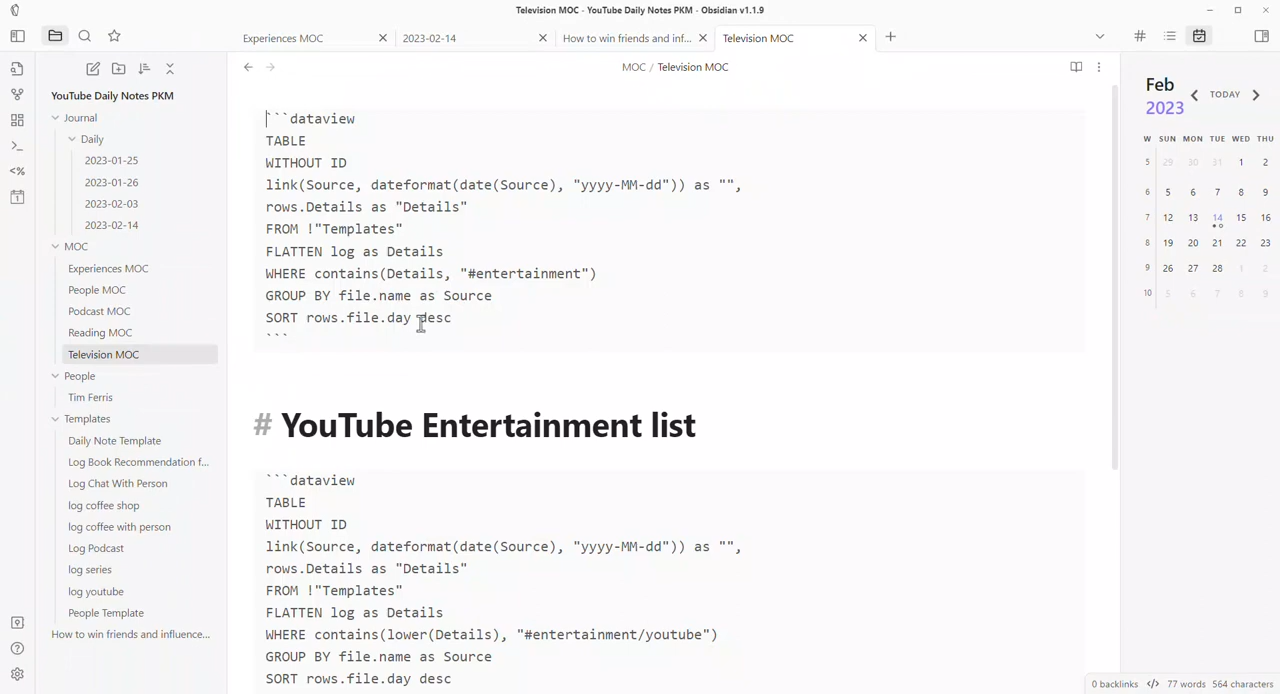 Television MOC - YouTube Daily Notes PKM - Obsidian v1.1.9
Experiences MOC
2023-02-14
How to win friends and inf...
Television MOC
YouTube Daily Notes PKM
Journal
Daily
2023-01-25
2023-01-26
2023-02-03
2023-02-14
MOC
Experiences MOC
People MOC
Podcast MOC
Reading MOC
Television MOC
People
Tim Ferris
Templates
Daily Note Template
Log Book Recommendation f...
Log Chat With Person
log coffee shop
log coffee with person
Log Podcast
log series
log youtube
People Template
How to win friends and influence...
MOC / Television MOC
```dataview
TABLE
WITHOUT ID
link(Source, dateformat(date(Source), "yyyy-MM-dd")) as "",
rows.Details as "Details"
FROM !"Templates"
FLATTEN log as Details
WHERE contains(Details, "#entertainment")
GROUP BY file.name as Source
SORT rows.file.day desc
```
# YouTube Entertainment list
```dataview
TABLE
WITHOUT ID
link(Source, dateformat(date(Source), "yyyy-MM-dd")) as "",
rows.Details as "Details"
FROM !"Templates"
FLATTEN log as Details
WHERE contains(lower(Details), "#entertainment/youtube")
GROUP BY file.name as Source
SORT rows.file.day desc
Feb
2023
TODAY
W SUN MON TUE WED THU
5 29 30 31 1 2
6 5 6 7 8 9
7 12 13 14 15 16
8 19 20 21 22 23
9 26 27 28 1 2
10 5 6 7 8 9
0 backlinks </> 77 words 564 characters